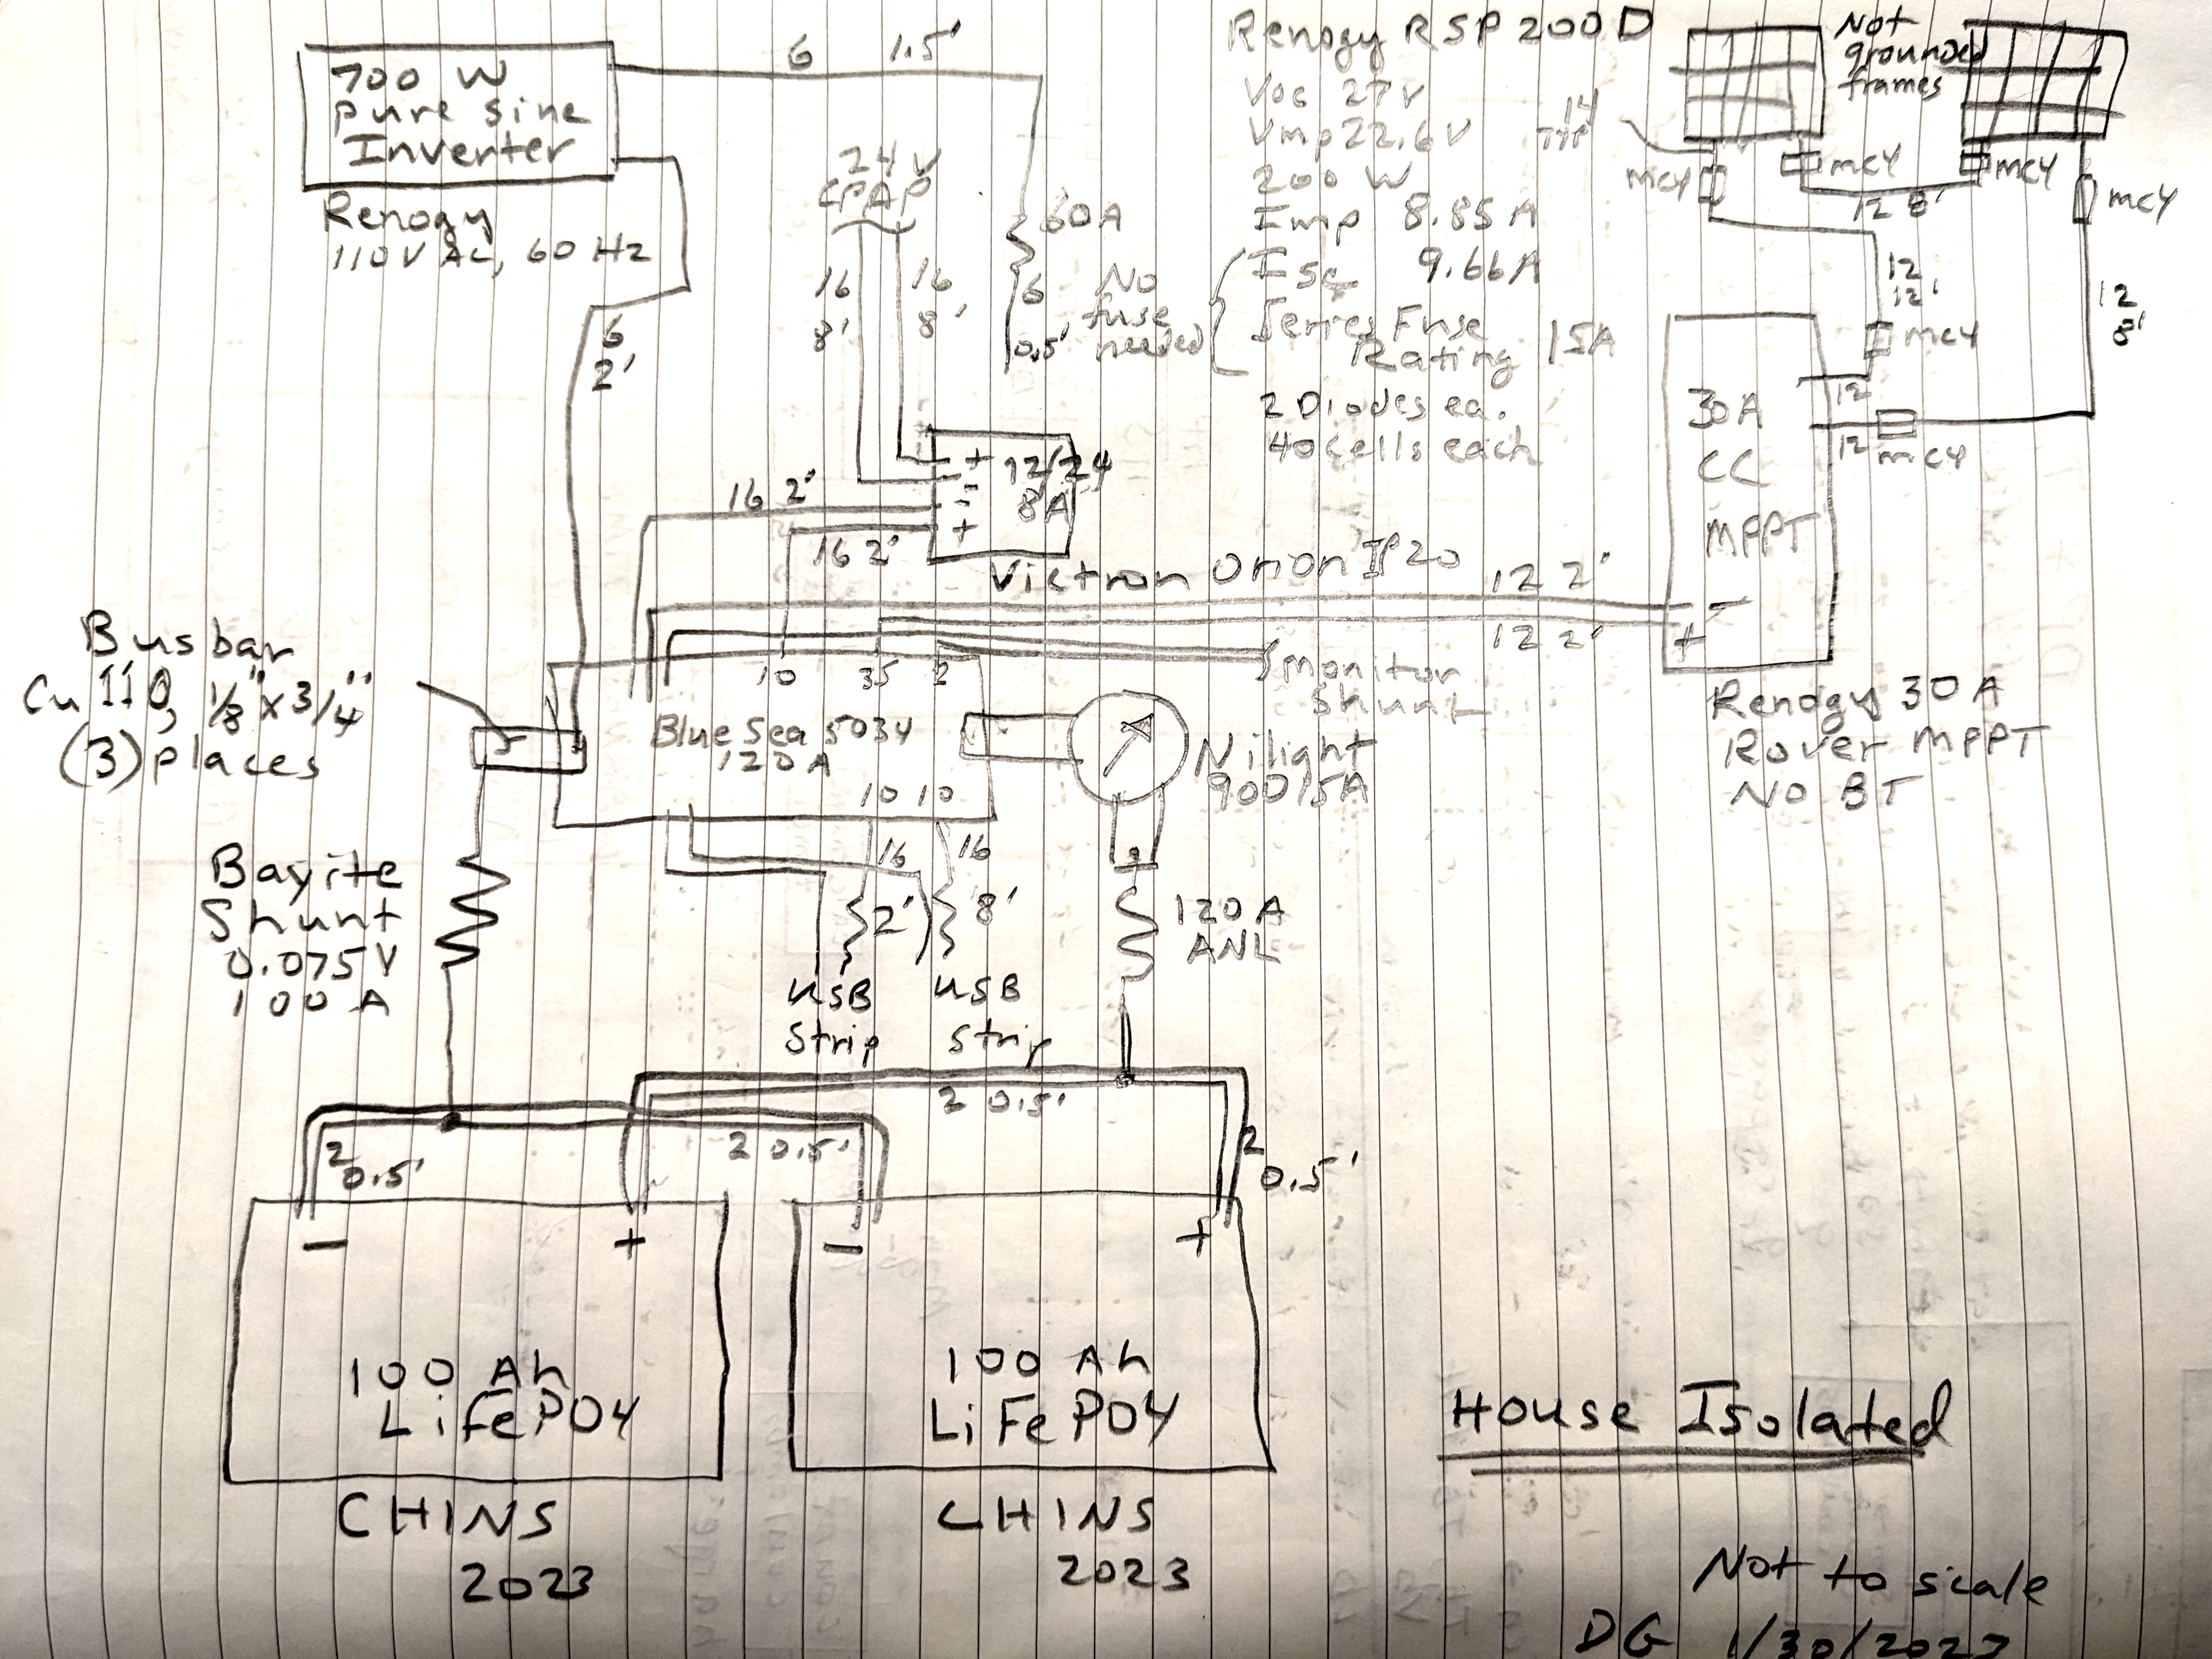 700 W
Pure Sine
Inverter
Renogy
110V AC, 60 Hz
6 1.5'
6
2'
24 V
CPAP
16
8'
16
8'
60A
6
0.5'
No
fuse
needed
Renogy RSP 200 D
Voc 27V
Vmp 22.6V
200 W
Imp 8.85 A
Isc 9.66A
Series Fuse
Rating 15A
2 Diodes ea.
40 cells each
14
TYP
Not
grounded
frames
MC4
MC4
MC4
MC4
12 8'
12
12'
MC4
12
8'
12
12
MC4
30A
CC
MPPT
-
+
Renogy 30A
Rover MPPT
NO BT
+
-
-
+
12/24
8A
16 2'
16 2'
Victron Orion IP20
12 2'
12 2'
Monitor
Shunt
Busbar
Cu 110, 1/8" x 3/4"
(3) places
10 35 2
Blue Sea 5034
120A
10 10
Nilight
90015A
16
2'
16
8'
USB
Strip
USB
Strip
120A
ANL
Bayite
Shunt
0.075V
100 A
2 0.5'
2 0.5'
2 0.5'
2 0.5'
- +
- +
100 Ah
LiFePO4
100 Ah
LiFePO4
CHINS
2023
CHINS
2023
House Isolated
Not to scale
DG 1/30/2023